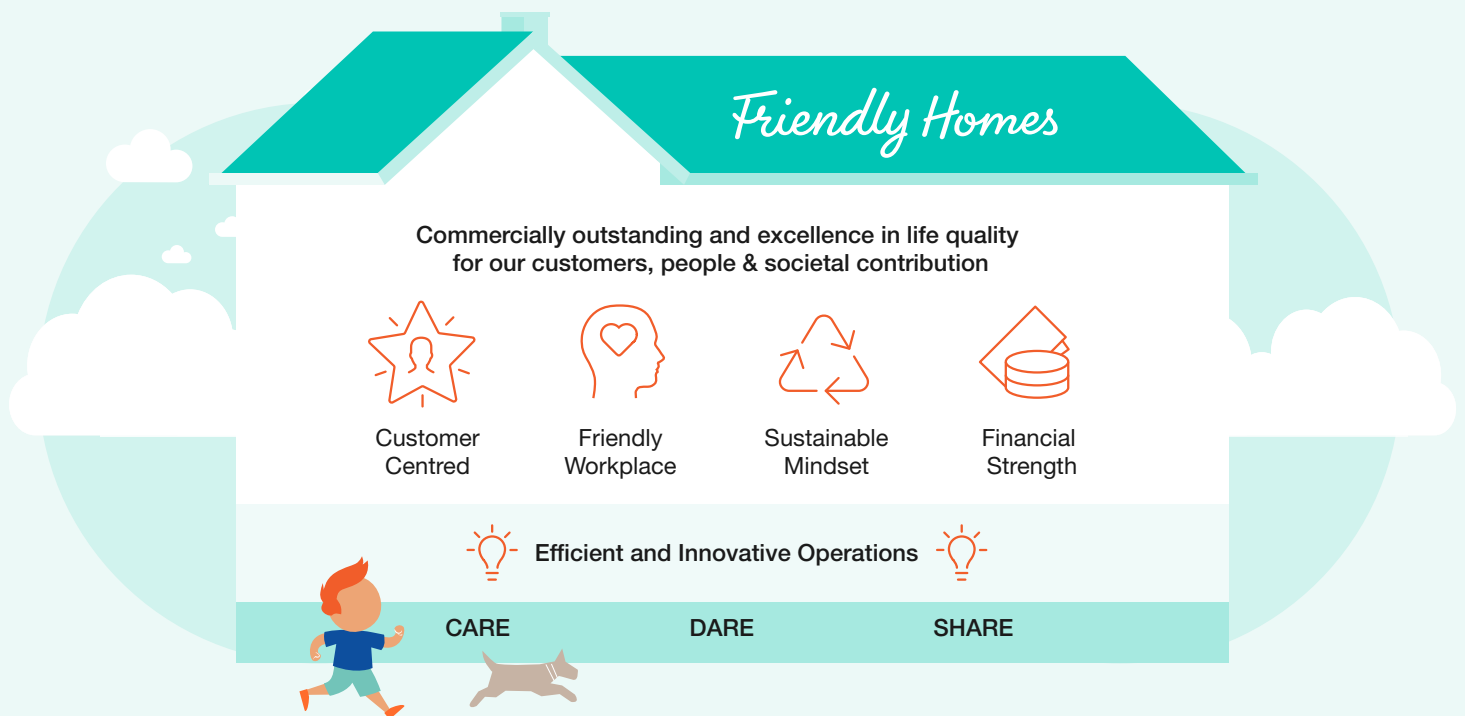 Friendly Homes
Commercially outstanding and excellence in life quality
for our customers, people & societal contribution
Customer
Centred
Friendly
Workplace
Sustainable
Mindset
Financial
Strength
Efficient and Innovative Operations
CARE
DARE
SHARE